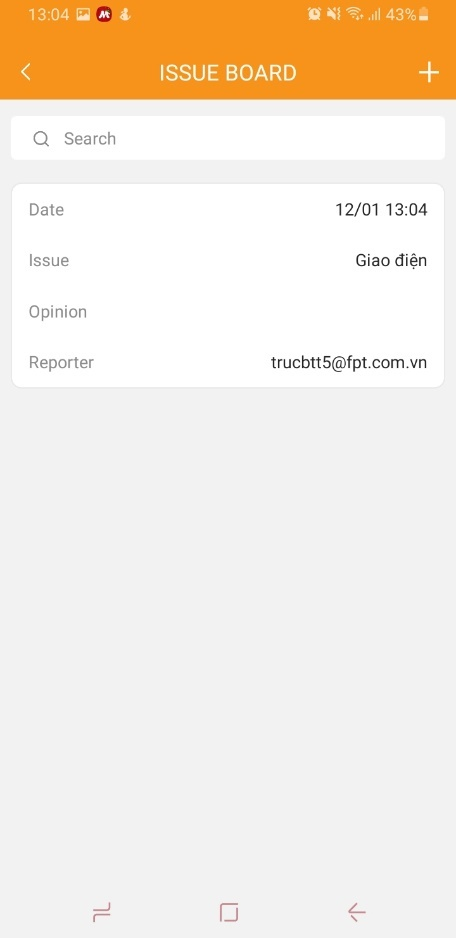 13:04 43%
ISSUE BOARD
Search
Date 12/01 13:04
Issue Giao điện
Opinion
Reporter trucbtt5@fpt.com.vn